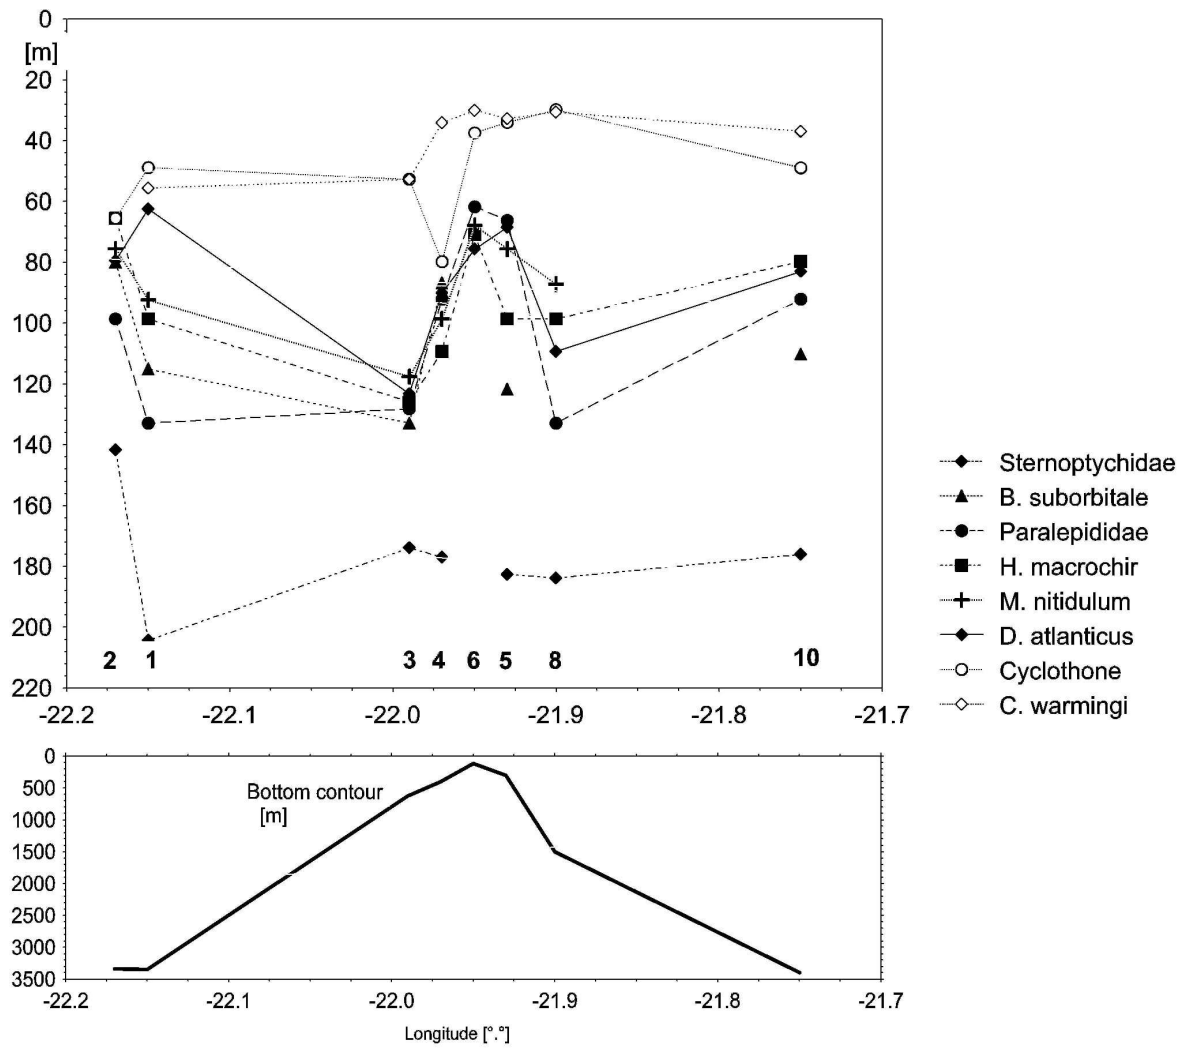 0
[m]
20
40
60
80
100
120
140
160
180
200
220
2 1 3 4 6 5 8 10
-22.2 -22.1 -22.0 -21.9 -21.8 -21.7
Sternoptychidae
B. suborbitale
Paralepididae
H. macrochir
M. nitidulum
D. atlanticus
Cyclothone
C. warmingi
0
500
1000
1500
2000
2500
3000
3500
Bottom contour
[m]
-22.2 -22.1 -22.0 -21.9 -21.8 -21.7
Longitude [°.°]